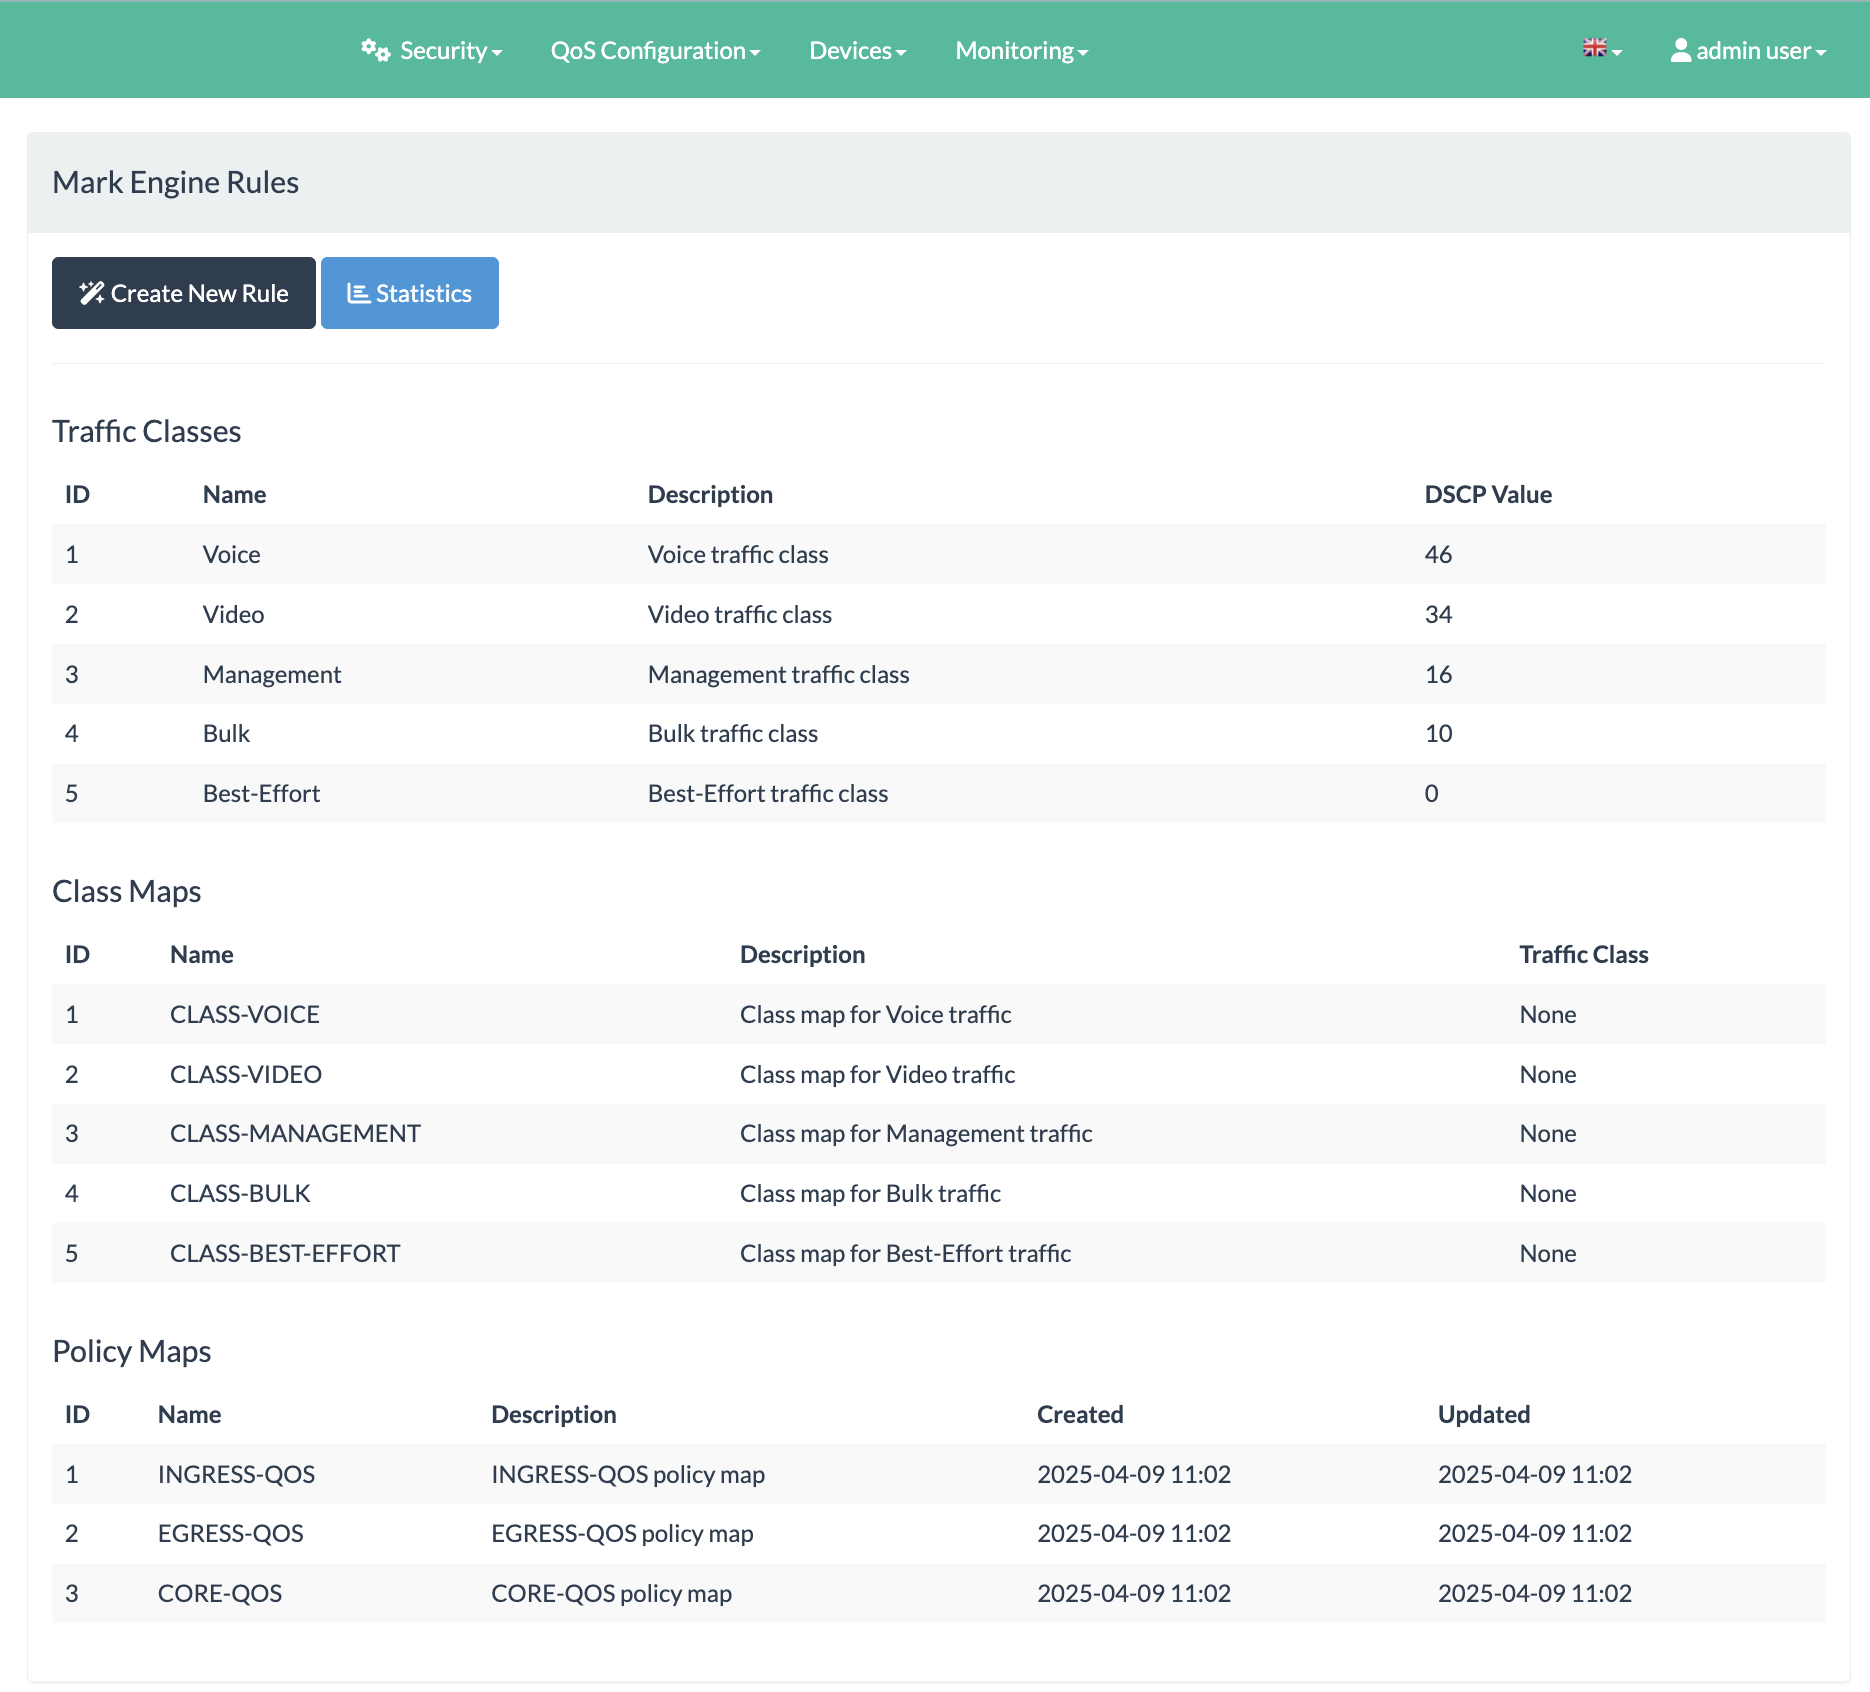 Security QoS Configuration Devices Monitoring admin user
Mark Engine Rules
Create New Rule Statistics
Traffic Classes
ID Name Description DSCP Value
1 Voice Voice traffic class 46
2 Video Video traffic class 34
3 Management Management traffic class 16
4 Bulk Bulk traffic class 10
5 Best-Effort Best-Effort traffic class 0
Class Maps
ID Name Description Traffic Class
1 CLASS-VOICE Class map for Voice traffic None
2 CLASS-VIDEO Class map for Video traffic None
3 CLASS-MANAGEMENT Class map for Management traffic None
4 CLASS-BULK Class map for Bulk traffic None
5 CLASS-BEST-EFFORT Class map for Best-Effort traffic None
Policy Maps
ID Name Description Created Updated
1 INGRESS-QOS INGRESS-QOS policy map 2025-04-09 11:02 2025-04-09 11:02
2 EGRESS-QOS EGRESS-QOS policy map 2025-04-09 11:02 2025-04-09 11:02
3 CORE-QOS CORE-QOS policy map 2025-04-09 11:02 2025-04-09 11:02